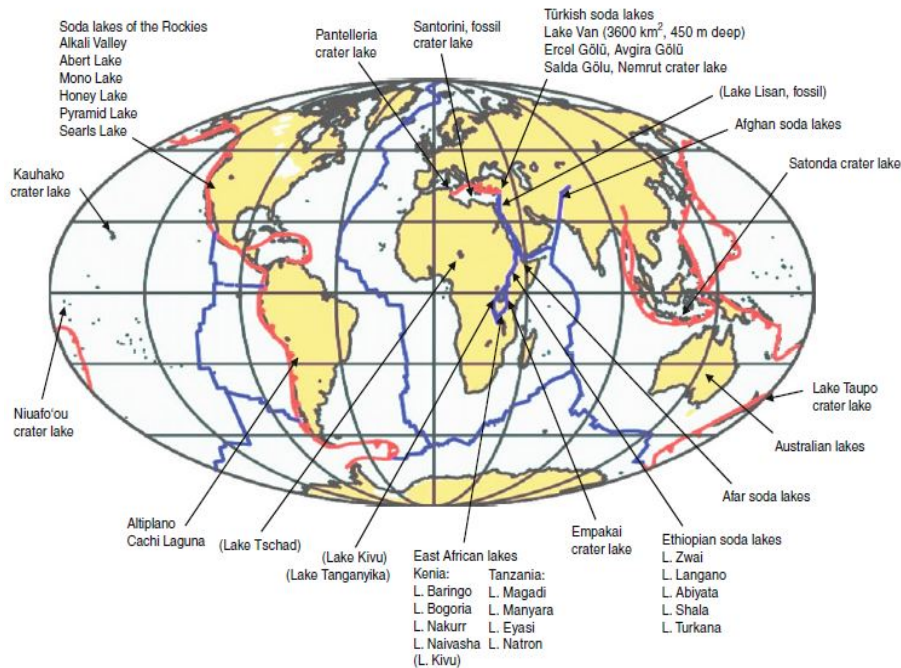 Soda lakes of the Rockies
Alkali Valley
Abert Lake
Mono Lake
Honey Lake
Pyramid Lake
Searls Lake
Pantelleria
crater lake
Santorini, fossil
crater lake
Türkish soda lakes
Lake Van (3600 km², 450 m deep)
Ercel Gölü, Avgira Gölü
Salda Gölu, Nemrut crater lake
(Lake Lisan, fossil)
Afghan soda lakes
Satonda crater lake
Kauhako
crater lake
Niuafo'ou
crater lake
Lake Taupo
crater lake
Australian lakes
Afar soda lakes
Altiplano
Cachi Laguna
(Lake Tschad)
(Lake Kivu)
(Lake Tanganyika)
East African lakes
Kenia:
L. Baringo
L. Bogoria
L. Nakurr
L. Naivasha
(L. Kivu)
Tanzania:
L. Magadi
L. Manyara
L. Eyasi
L. Natron
Empakai
crater lake
Ethiopian soda lakes
L. Zwai
L. Langano
L. Abiyata
L. Shala
L. Turkana